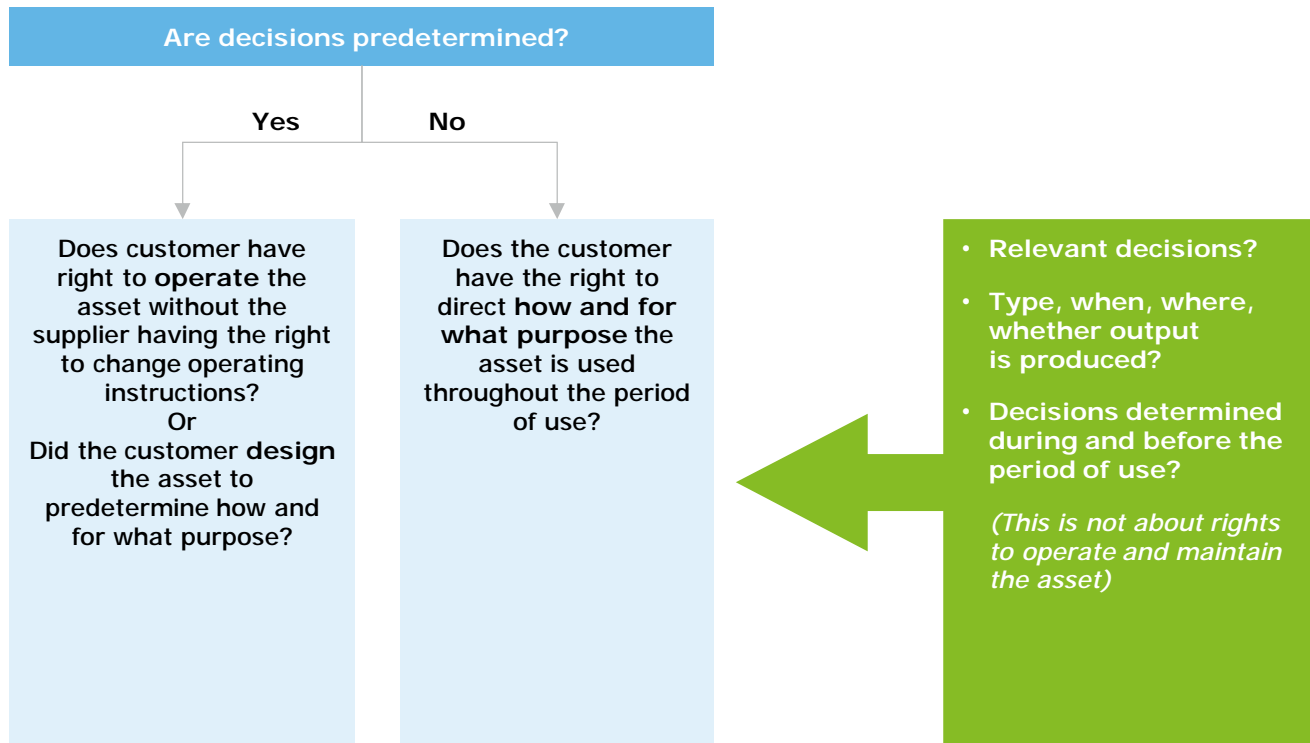 Are decisions predetermined?
Yes
No
Does customer have
right to operate the
asset without the
supplier having the right
to change operating
instructions?
Or
Did the customer design
the asset to
predetermine how and
for what purpose?
Does the customer
have the right to
direct how and for
what purpose the
asset is used
throughout the period
of use?
• Relevant decisions?
• Type, when, where,
whether output
is produced?
• Decisions determined
during and before the
period of use?
(This is not about rights
to operate and maintain
the asset)